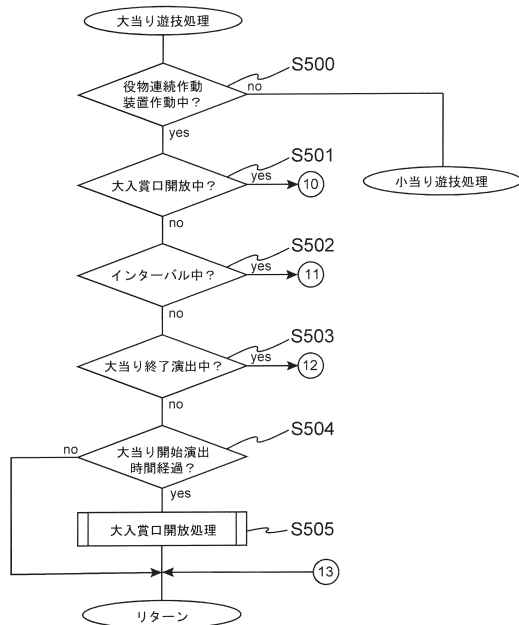 大当り遊技処理
S500
役物連続作動
装置作動中？
no
yes
S501
大入賞口開放中？
yes
10
小当り遊技処理
no
S502
インターバル中？
yes
11
no
S503
大当り終了演出中？
yes
12
no
S504
大当り開始演出
時間経過？
no
yes
大入賞口開放処理
S505
13
リターン